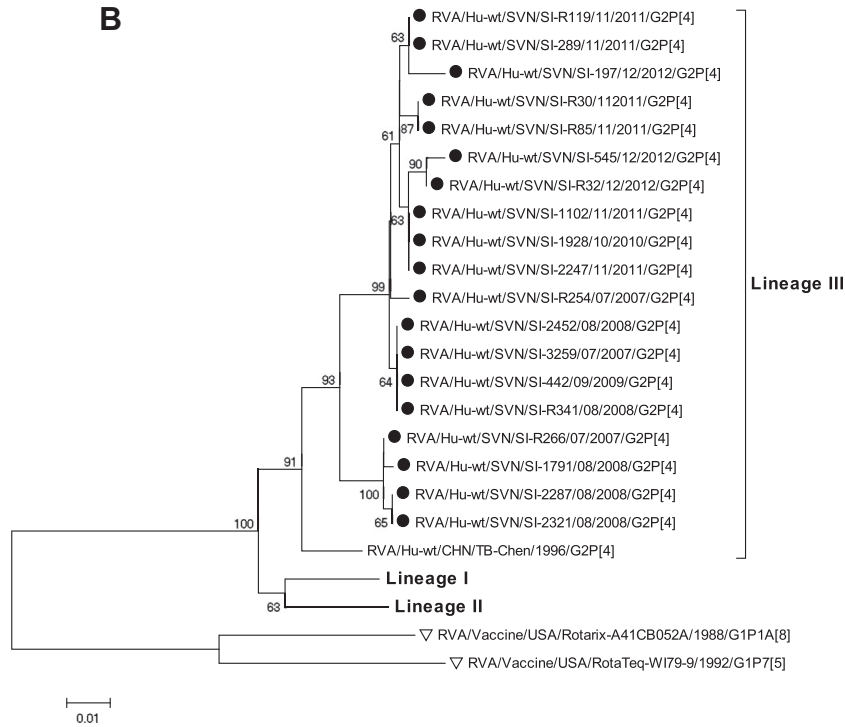 B
RVA/Hu-wt/SVN/SI-R119/11/2011/G2P[4]
63
RVA/Hu-wt/SVN/SI-289/11/2011/G2P[4]
RVA/Hu-wt/SVN/SI-197/12/2012/G2P[4]
RVA/Hu-wt/SVN/SI-R30/112011/G2P[4]
87
RVA/Hu-wt/SVN/SI-R85/11/2011/G2P[4]
61
RVA/Hu-wt/SVN/SI-545/12/2012/G2P[4]
90
RVA/Hu-wt/SVN/SI-R32/12/2012/G2P[4]
RVA/Hu-wt/SVN/SI-1102/11/2011/G2P[4]
63
RVA/Hu-wt/SVN/SI-1928/10/2010/G2P[4]
RVA/Hu-wt/SVN/SI-2247/11/2011/G2P[4]
Lineage III
99
RVA/Hu-wt/SVN/SI-R254/07/2007/G2P[4]
RVA/Hu-wt/SVN/SI-2452/08/2008/G2P[4]
RVA/Hu-wt/SVN/SI-3259/07/2007/G2P[4]
93
64
RVA/Hu-wt/SVN/SI-442/09/2009/G2P[4]
RVA/Hu-wt/SVN/SI-R341/08/2008/G2P[4]
RVA/Hu-wt/SVN/SI-R266/07/2007/G2P[4]
91
RVA/Hu-wt/SVN/SI-1791/08/2008/G2P[4]
100
RVA/Hu-wt/SVN/SI-2287/08/2008/G2P[4]
65
RVA/Hu-wt/SVN/SI-2321/08/2008/G2P[4]
100
RVA/Hu-wt/CHN/TB-Chen/1996/G2P[4]
Lineage I
63
Lineage II
RVA/Vaccine/USA/Rotarix-A41CB052A/1988/G1P1A[8]
RVA/Vaccine/USA/RotaTeq-WI79-9/1992/G1P7[5]
0.01